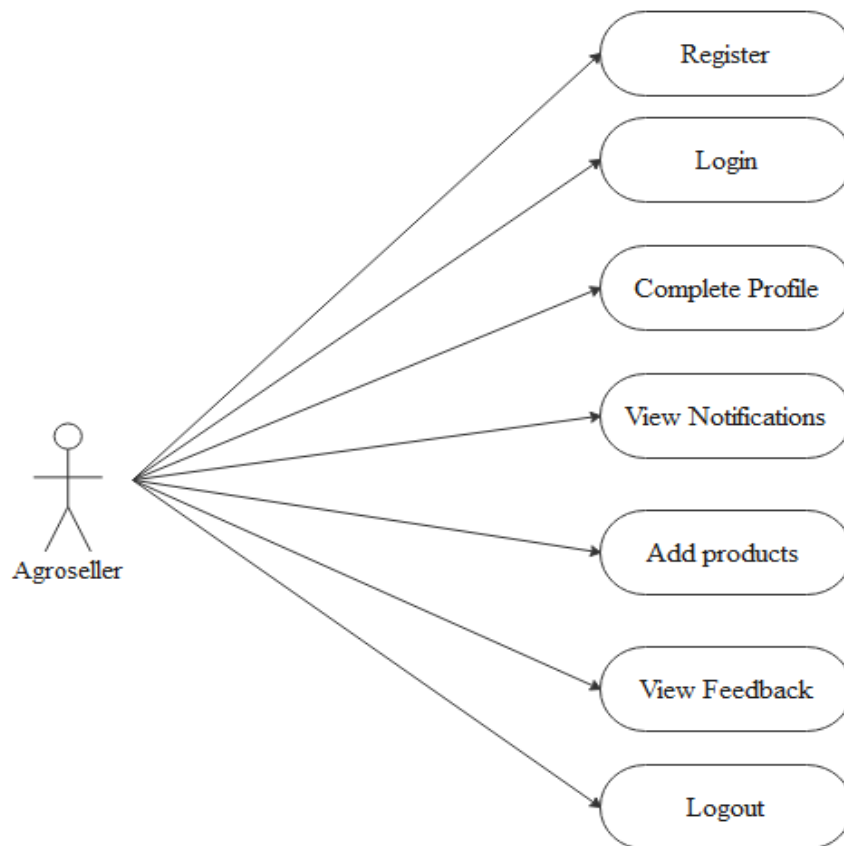 Register
Login
Complete Profile
View Notifications
Add products
View Feedback
Logout
Agroseller